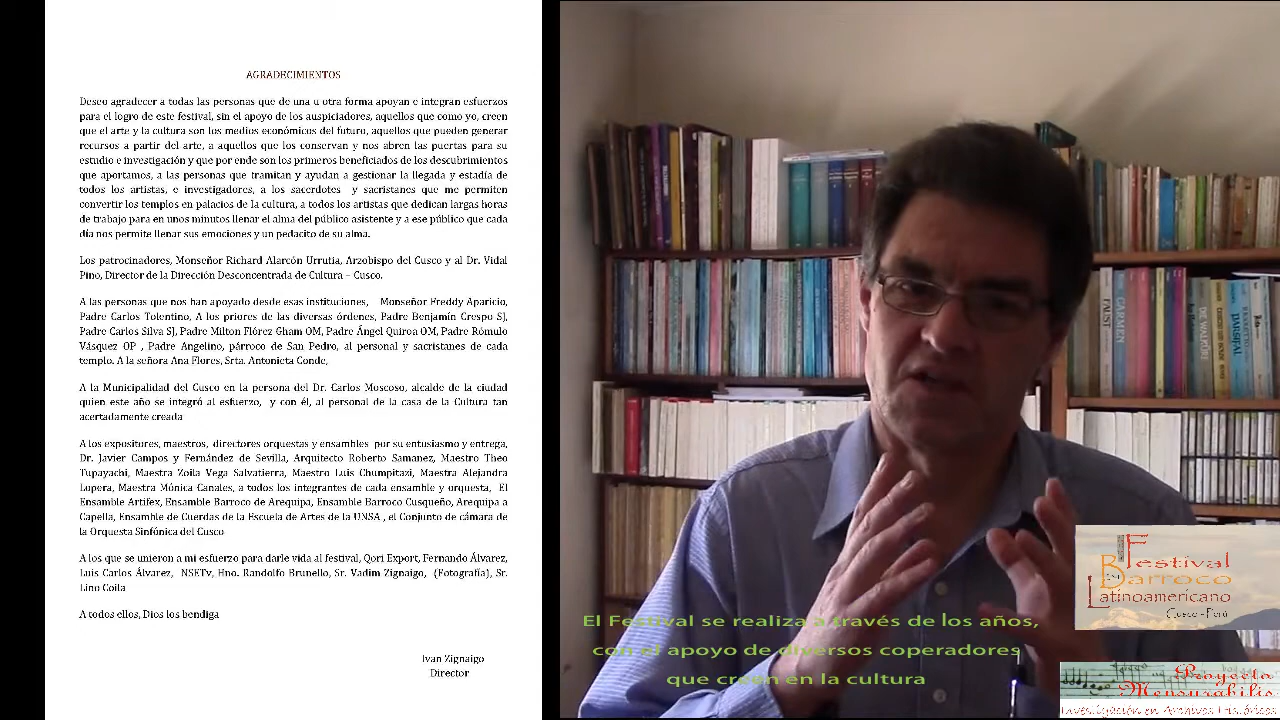 AGRADECIMIENTOS
Deseo agradecer a todas las personas que de una u otra forma apoyan e integran esfuerzos
para el logro de este festival, sin el apoyo de los auspiciadores, aquellos que como yo, creen
que el arte y la cultura son los medios económicos del futuro, aquellos que pueden generar
recursos a partir del arte, a aquellos que los conservan y nos abren las puertas para su
estudio e investigación y que por ende son los primeros beneficiados de los descubrimientos
que aportamos, a las personas que tramitan y ayudan a gestionar la llegada y estadía de
todos los artistas e investigadores, a los sacerdotes y sacristanes que me permiten
convertir los templos en palacios de la cultura, a todos los artistas que dedican largas horas
de trabajo para en unos minutos llenar el alma del público asistente y a ese público que cada
día nos permite llenar sus emociones y un pedacito de su alma.
Los patrocinadores, Monseñor Richard Alarcón Urrutia, Arzobispo del Cusco y al Dr. Vidal
Pino, Director de la Dirección Desconcentrada de Cultura – Cusco.
A las personas que nos han apoyado desde esas instituciones, Monseñor Freddy Aparicio,
Padre Carlos Tolentino, A los priores de las diversas órdenes, Padre Benjamín Crespo SJ,
Padre Carlos Silva SJ, Padre Milton Flórez Gham OM, Padre Ángel Quiroa OM, Padre Rómulo
Vásquez OP , Padre Angelino, párroco de San Pedro, al personal y sacristanes de cada
templo. A la señora Ana Flores, Srta. Antonieta Conde,
A la Municipalidad del Cusco en la persona del Dr. Carlos Moscoso, alcalde de la ciudad
quien este año se integró al esfuerzo, y con él, al personal de la casa de la Cultura tan
acertadamente creada
A los expositores, maestros, directores orquestas y ensambles por su entusiasmo y entrega,
Dr. Javier Campos y Fernández de Sevilla, Arquitecto Roberto Samanez, Maestro Theo
Tupayachi, Maestra Zoila Vega Salvatierra, Maestro Luis Chumpitazi, Maestra Alejandra
Lopera, Maestra Mónica Canales, a todos los integrantes de cada ensamble y orquesta, El
Ensamble Artifex, Ensamble Barroco de Arequipa, Ensamble Barroco Cusqueño, Arequipa a
Capella, Ensamble de Cuerdas de la Escuela de Artes de la UNSA , el Conjunto de cámara de
la Orquesta Sinfónica del Cusco
A los que se unieron a mi esfuerzo para darle vida al festival, Qori Exporta, Fernando Álvarez,
Luis Carlos Álvarez, NSETv, Hno. Randolfo Brunello, Sr. Vadim Zignaigo, (Fotografía), Sr.
Lino Coila
A todos ellos, Dios los bendiga
Ivan Zignaigo
Director
FAUST
CARMEN
DE WALKÜRE
PARSIFAL
El Festival se realiza a través de los años,
con el apoyo de diversos coperadores
que creen en la cultura
Festival
Barroco
Latinoamericano
Cusco - Perú
Proyecto
Mensurabilis
Investigación en Archivos Históricos